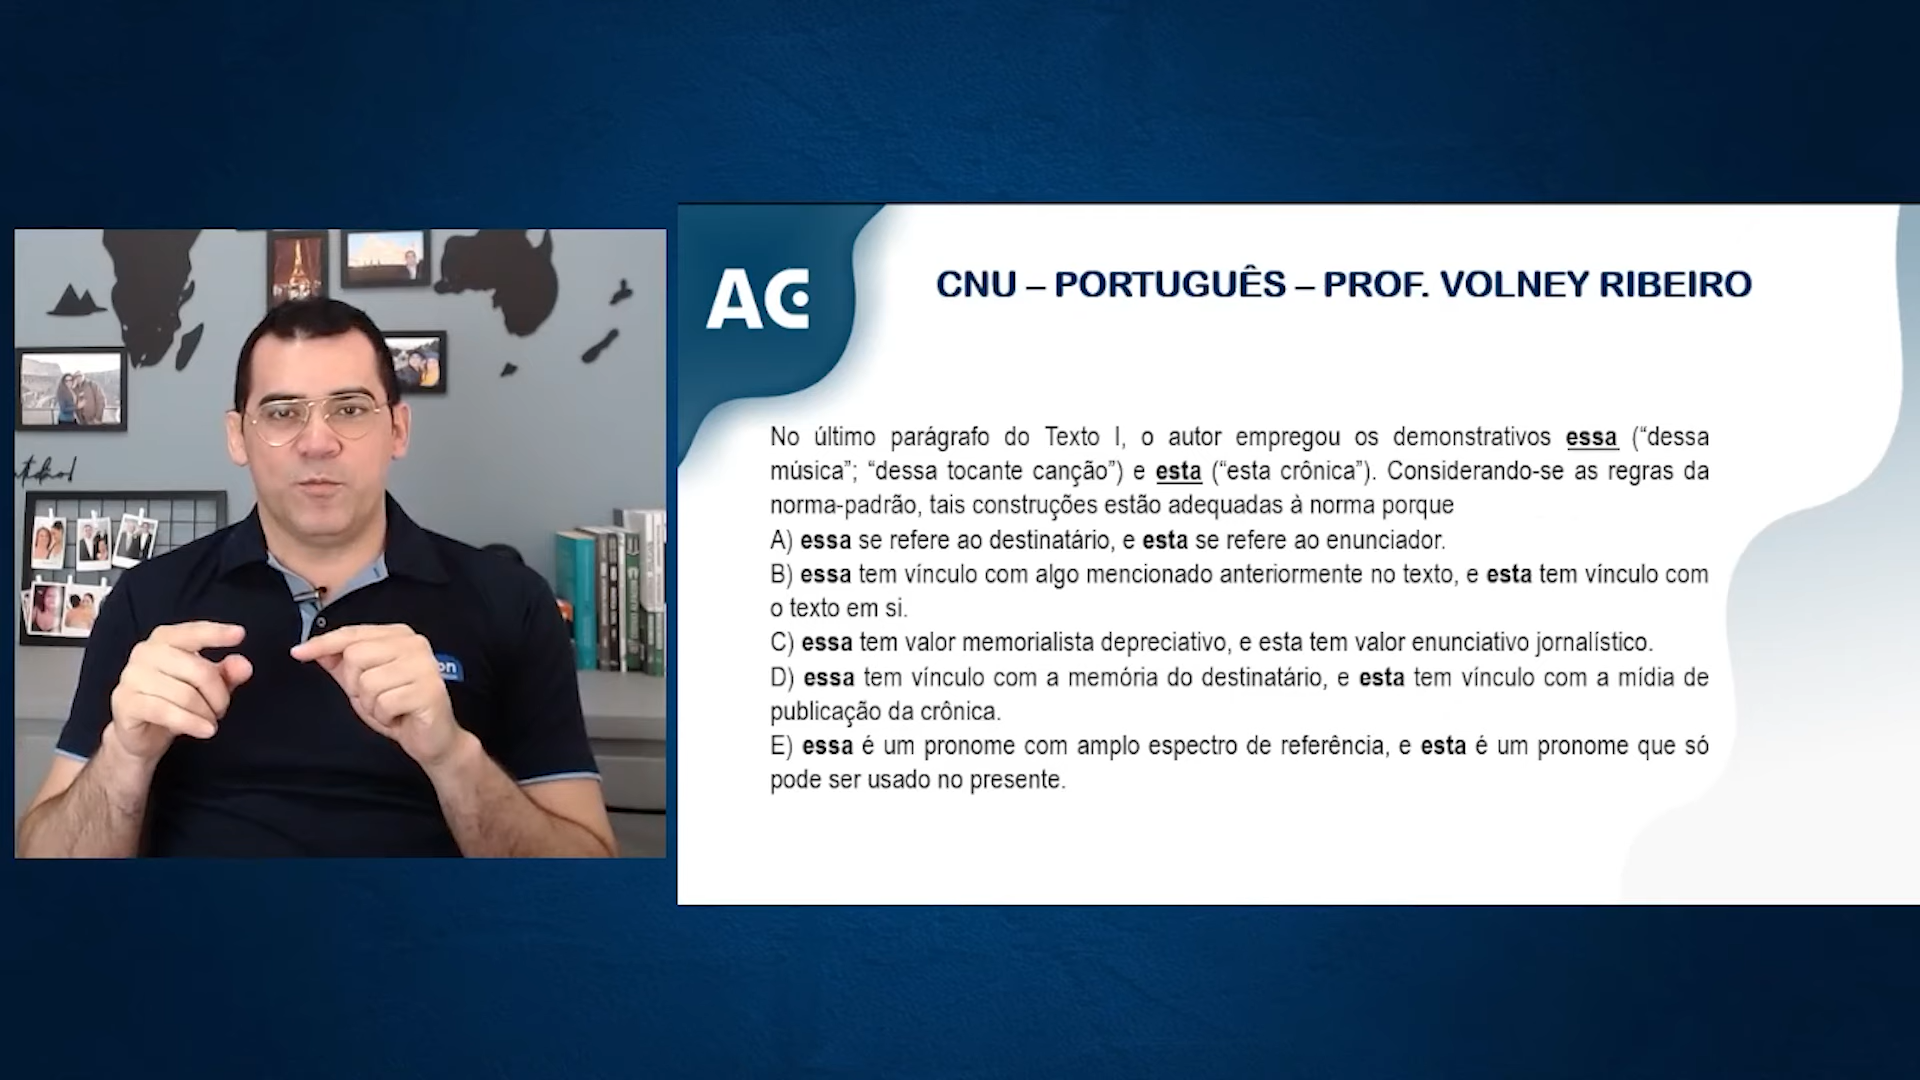 AC
CNU – PORTUGUÊS – PROF. VOLNEY RIBEIRO
No último parágrafo do Texto I, o autor empregou os demonstrativos essa (“dessa
música”; “dessa tocante canção”) e esta (“esta crônica”). Considerando-se as regras da
norma-padrão, tais construções estão adequadas à norma porque
A) essa se refere ao destinatário, e esta se refere ao enunciador.
B) essa tem vínculo com algo mencionado anteriormente no texto, e esta tem vínculo com
o texto em si.
C) essa tem valor memorialista depreciativo, e esta tem valor enunciativo jornalístico.
D) essa tem vínculo com a memória do destinatário, e esta tem vínculo com a mídia de
publicação da crônica.
E) essa é um pronome com amplo espectro de referência, e esta é um pronome que só
pode ser usado no presente.